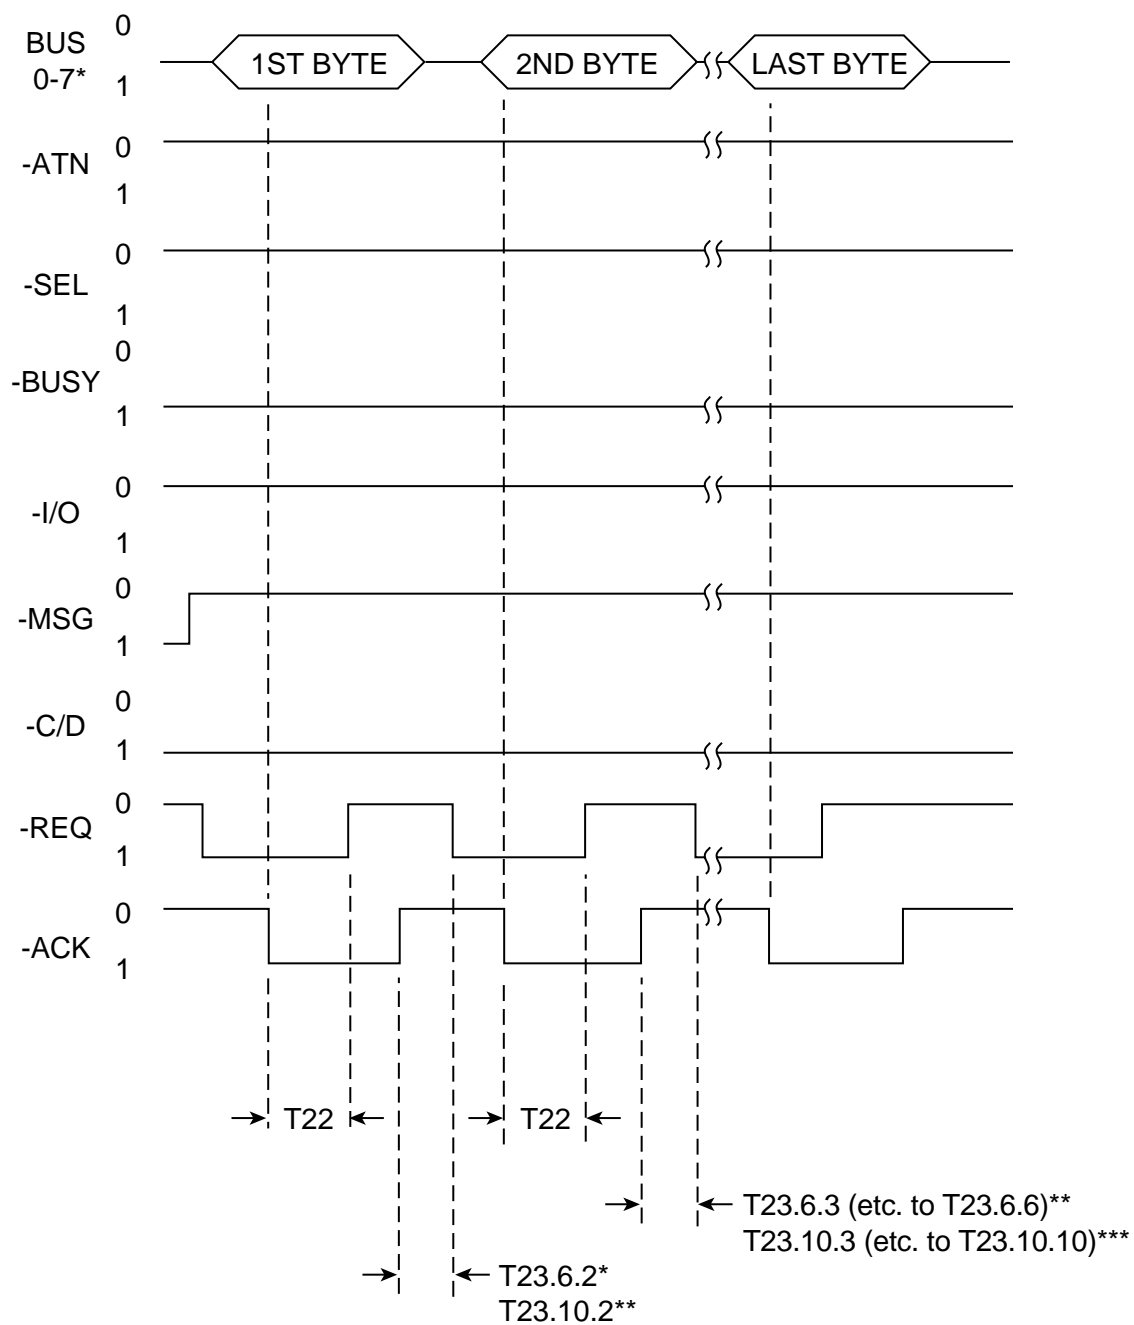 BUS
0-7*
0
1
1ST BYTE
2ND BYTE
LAST BYTE
-ATN
0
1
-SEL
0
1
-BUSY
0
1
-I/O
0
1
-MSG
0
1
-C/D
0
1
-REQ
0
1
-ACK
0
1
T22
T22
T23.6.3 (etc. to T23.6.6)**
T23.10.3 (etc. to T23.10.10)***
T23.6.2*
T23.10.2**